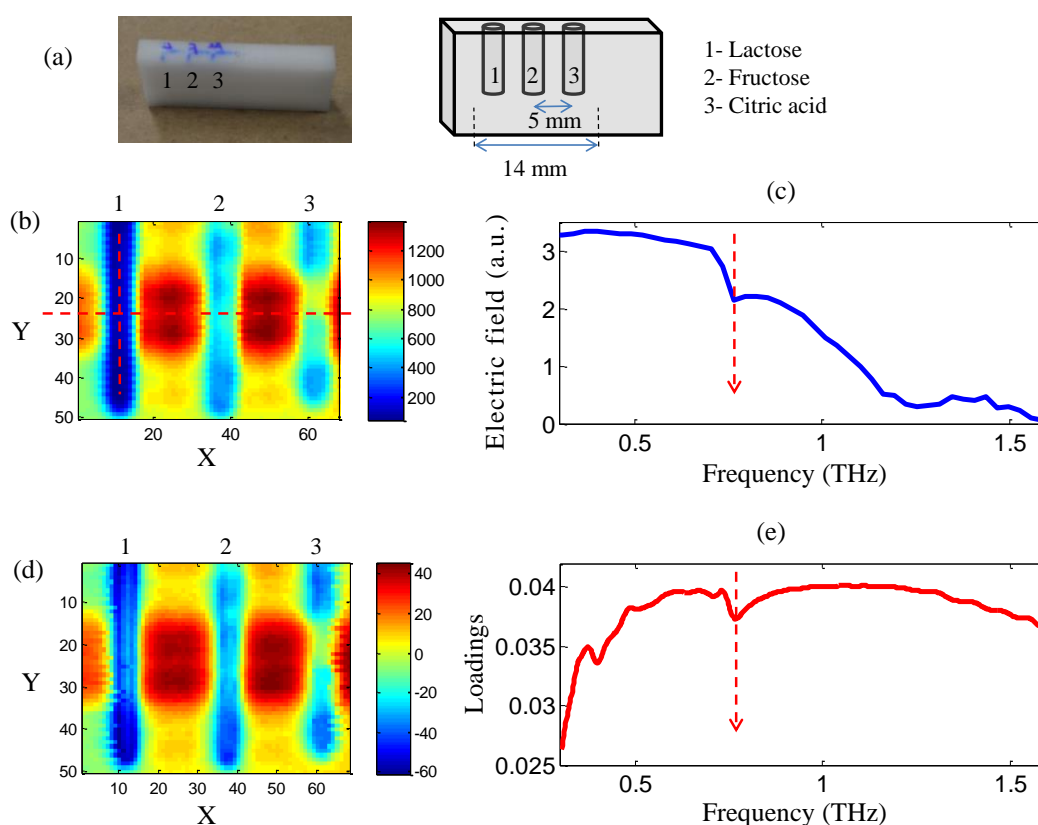 (a)
1 2 3
1 2 3
5 mm
14 mm
1- Lactose
2- Fructose
3- Citric acid
(b)
1 2 3
10
20
30
40
50
Y
20 40 60
X
1200
1000
800
600
400
200
(c)
Electric field (a.u.)
3
2
1
0
0.5 1 1.5
Frequency (THz)
(d)
1 2 3
10
20
30
40
50
Y
10 20 30 40 50 60
X
40
20
0
-20
-40
-60
(e)
Loadings
0.04
0.035
0.03
0.025
0.5 1 1.5
Frequency (THz)